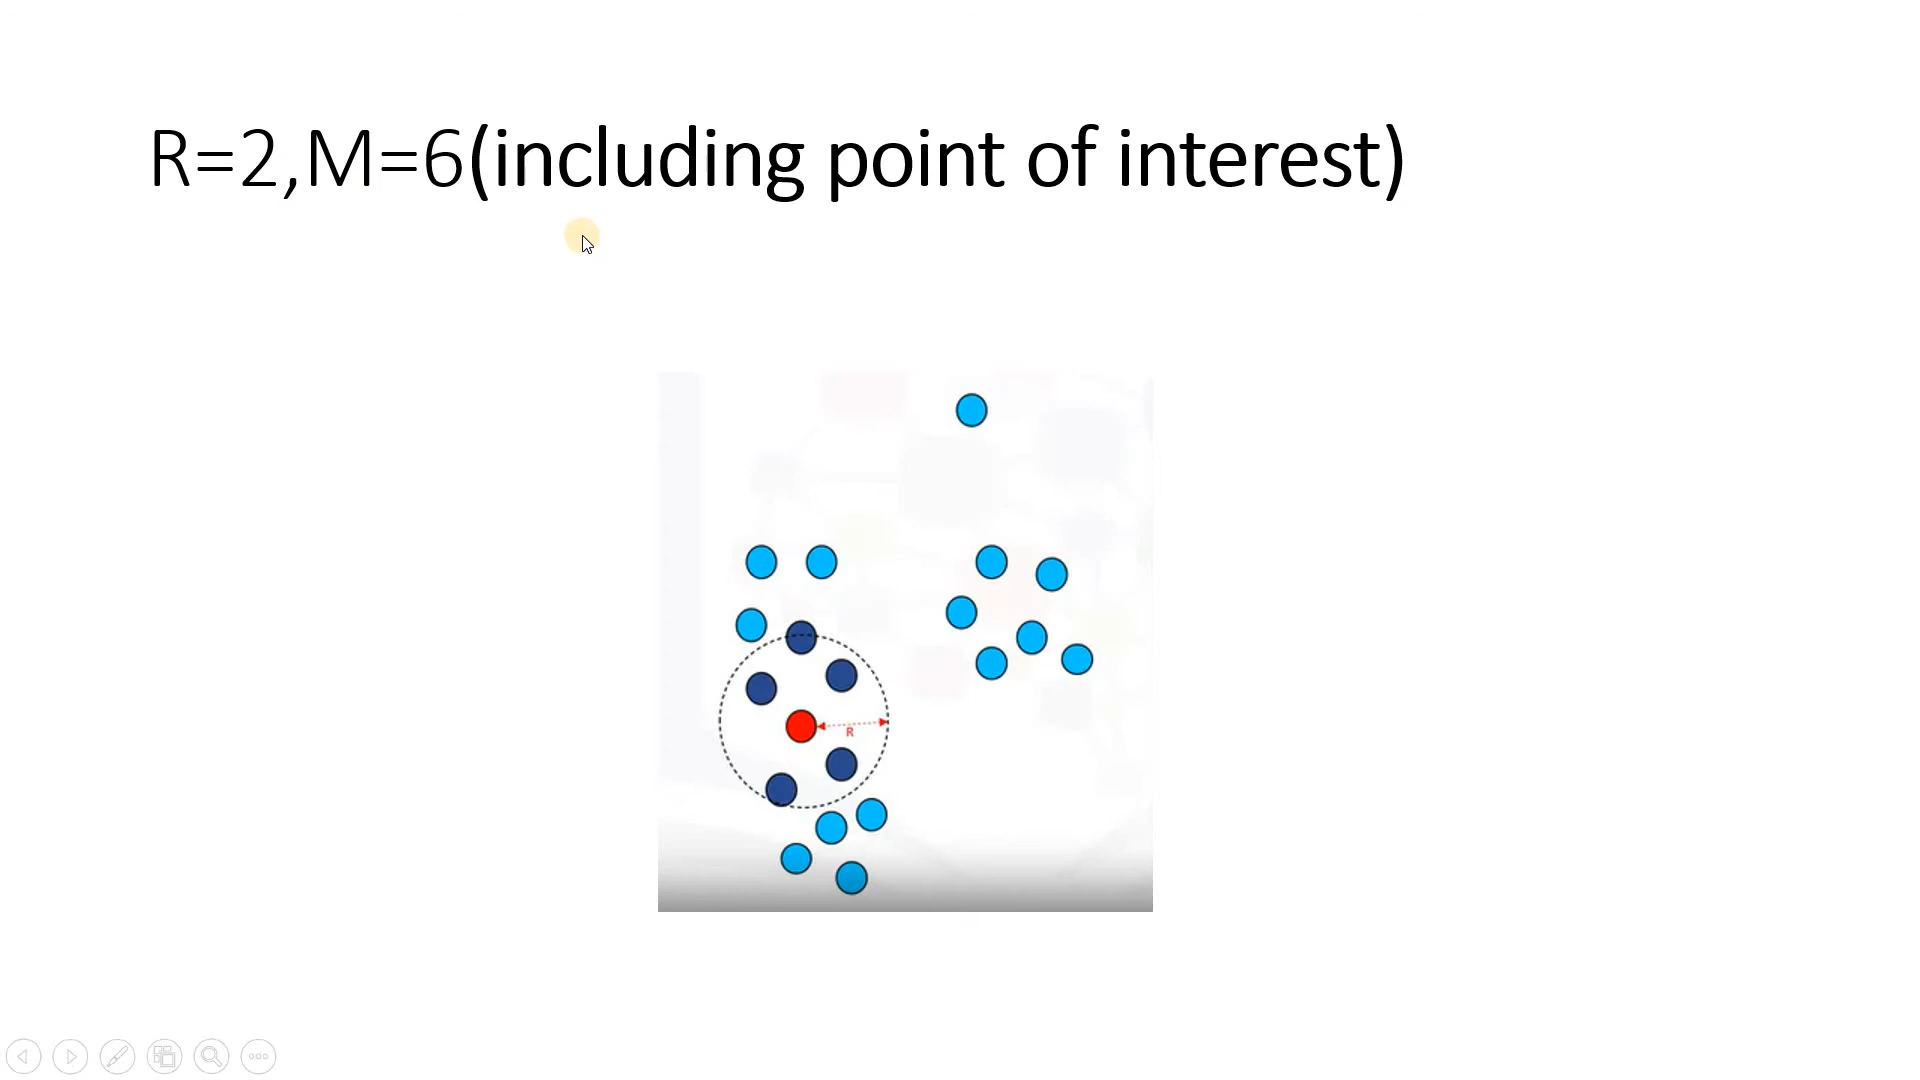 R=2,M=6(including point of interest)
R